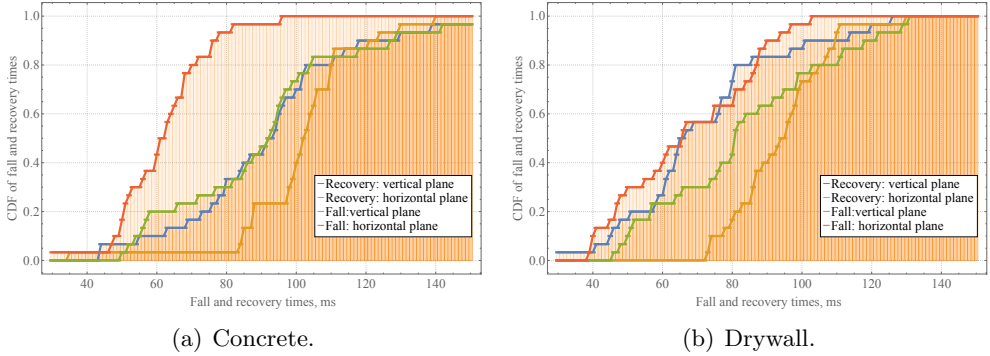 CDF of fall and recovery times
1.0
0.8
0.6
0.4
0.2
0.0
Recovery: vertical plane
Recovery: horizontal plane
Fall:vertical plane
Fall: horizontal plane
40 60 80 100 120 140
Fall and recovery times, ms
(a) Concrete.
CDF of fall and recovery times
1.0
0.8
0.6
0.4
0.2
0.0
Recovery: vertical plane
Recovery: horizontal plane
Fall:vertical plane
Fall: horizontal plane
40 60 80 100 120 140
Fall and recovery times, ms
(b) Drywall.